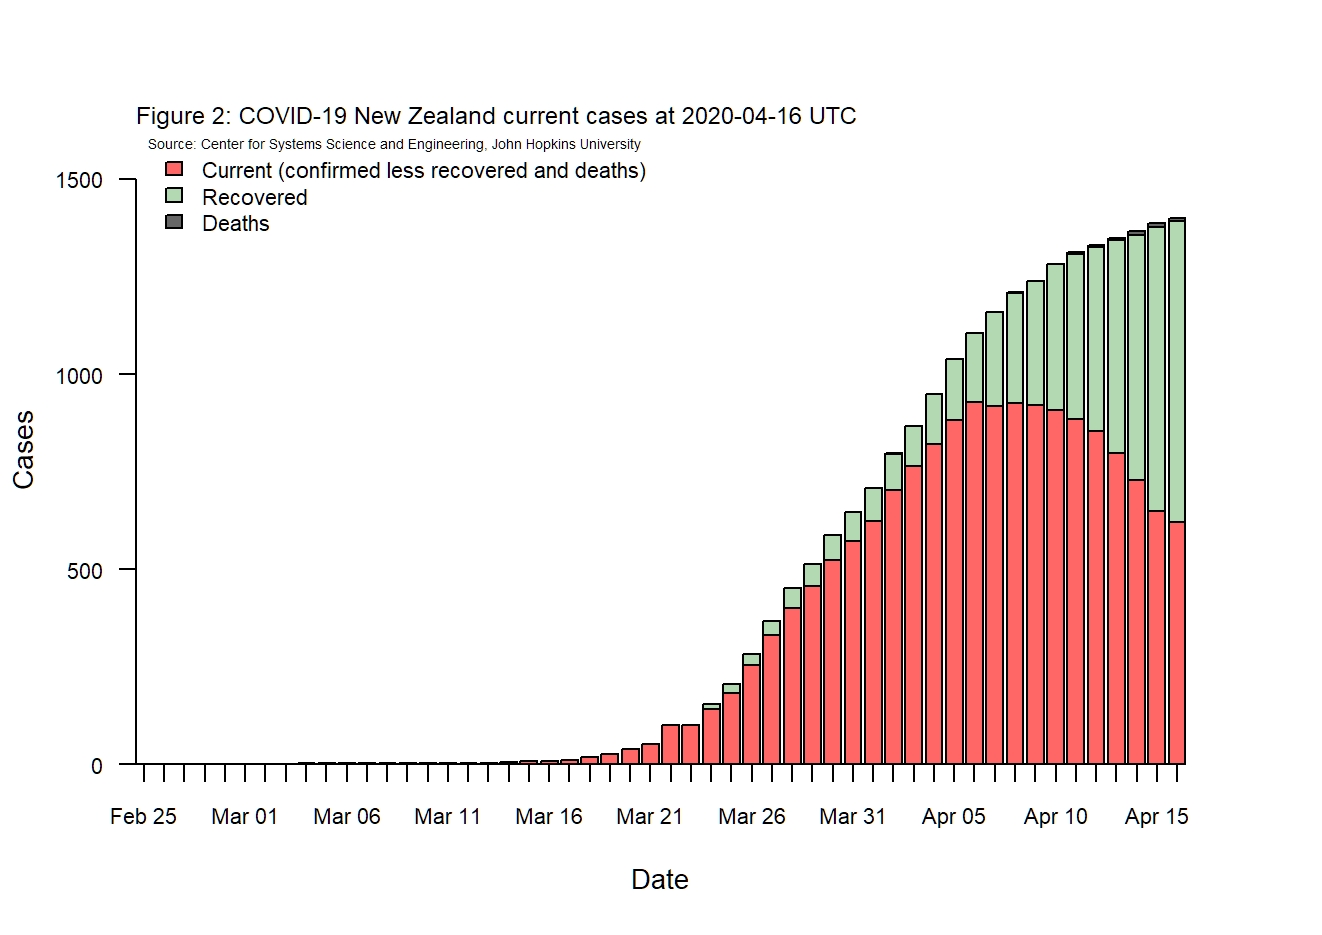 Figure 2: COVID-19 New Zealand current cases at 2020-04-16 UTC
Source: Center for Systems Science and Engineering, John Hopkins University
Current (confirmed less recovered and deaths)
Recovered
Deaths
1500
1000
500
0
Cases
Feb 25 Mar 01 Mar 06 Mar 11 Mar 16 Mar 21 Mar 26 Mar 31 Apr 05 Apr 10 Apr 15
Date